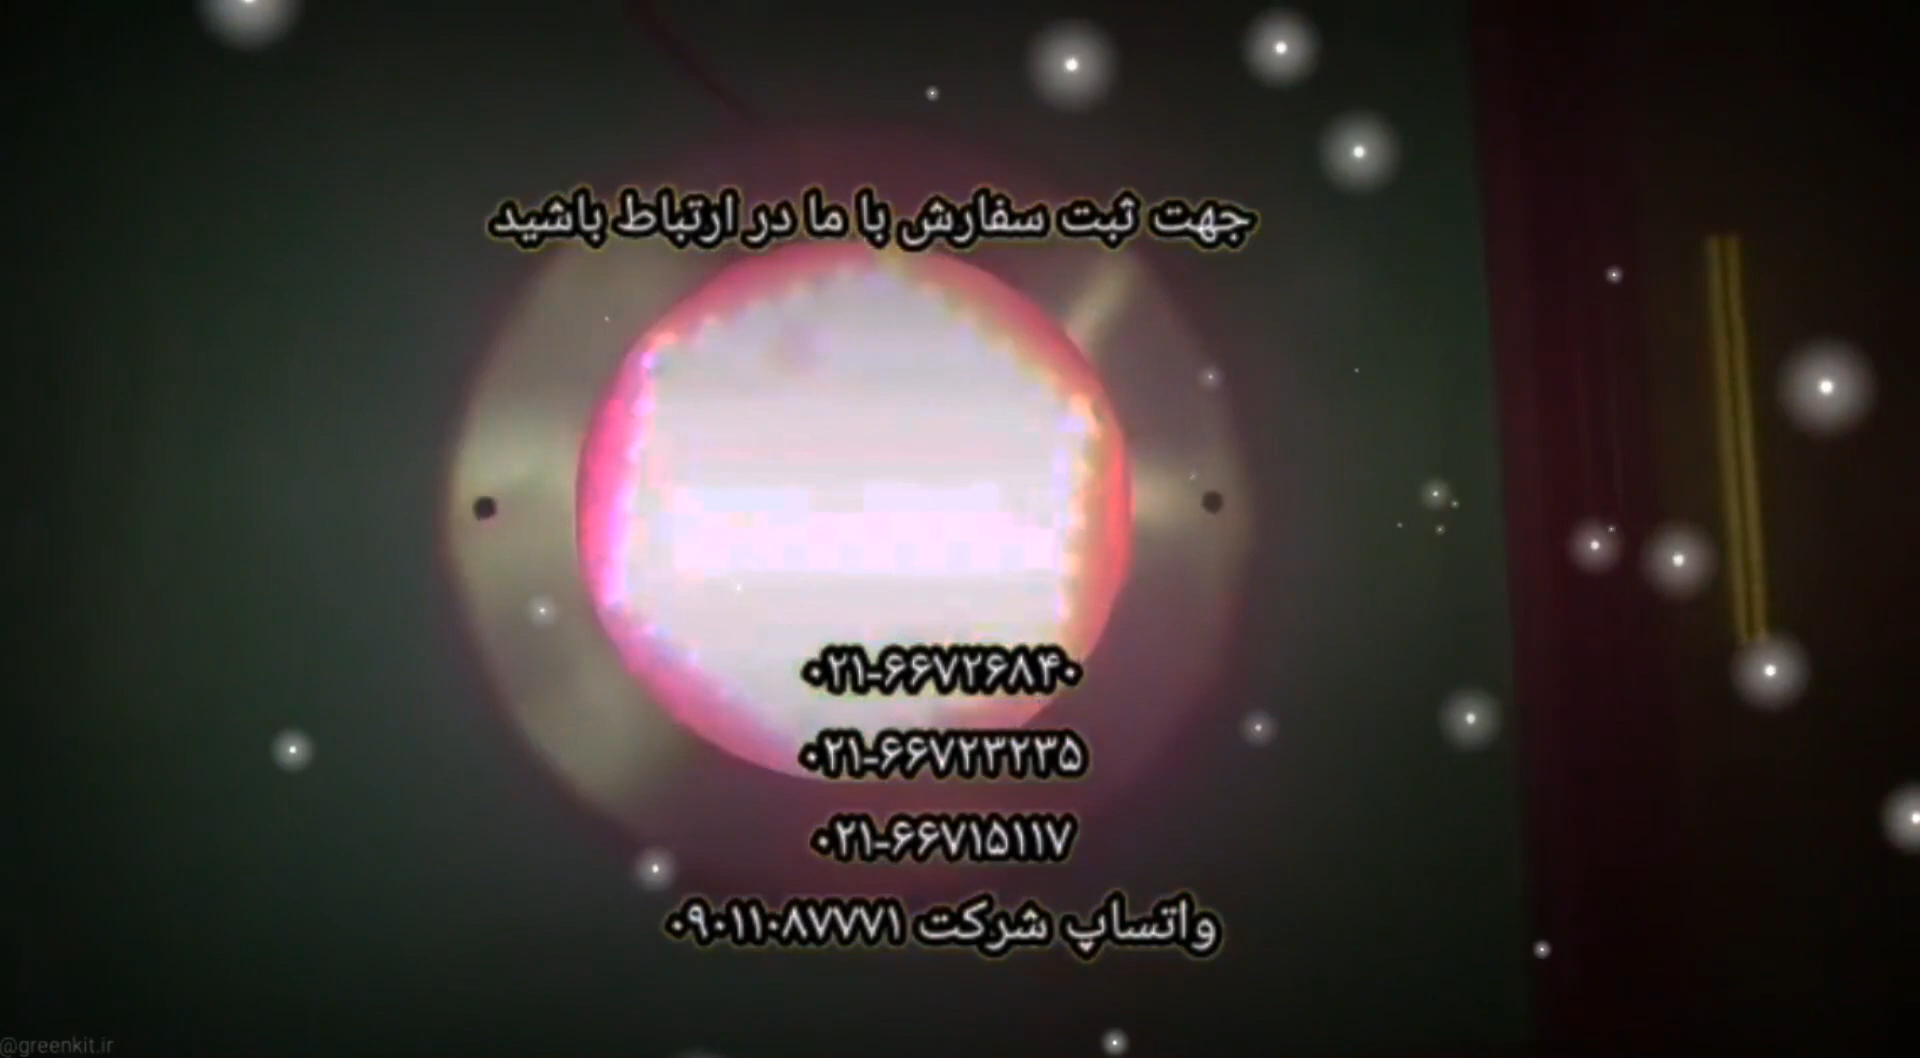 جهت ثبت سفارش با ما در ارتباط باشید
۰۲۱-۶۶۷۲۶۸۴۰
۰۲۱-۶۶۷۲۳۲۳۵
۰۲۱-۶۶۷۱۵۱۱۷
واتساپ شرکت ۰۹۰۱۱۰۸۷۷۷۱
@greenkit.ir